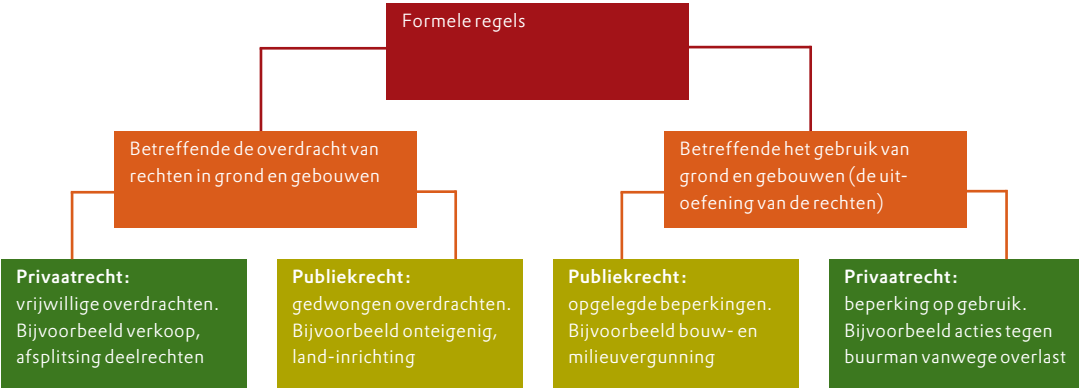 Formele regels
Betreffende de overdracht van
rechten in grond en gebouwen
Betreffende het gebruik van
grond en gebouwen (de uit-
oefening van de rechten)
Privaatrecht:
vrijwillige overdrachten.
Bijvoorbeeld verkoop,
afsplitsing deelrechten
Publiekrecht:
gedwongen overdrachten.
Bijvoorbeeld onteigenig,
land-inrichting
Publiekrecht:
opgelegde beperkingen.
Bijvoorbeeld bouw- en
milieuvergunning
Privaatrecht:
beperking op gebruik.
Bijvoorbeeld acties tegen
buurman vanwege overlast